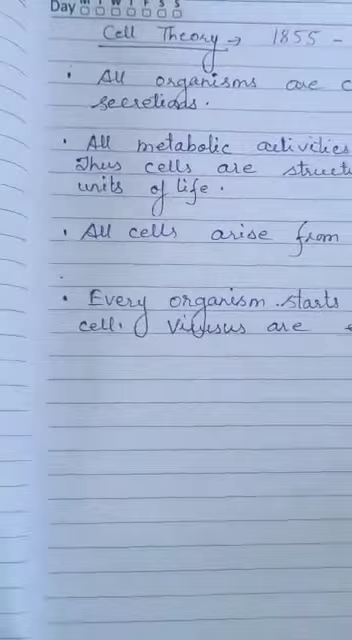 Day M T W T F S S
Cell Theory → 1855 -
• All organisms are c
secretions.
• All metabolic activities
Thus cells are struct
units of life.
• All cells arise from
• Every organism starts
cell. are